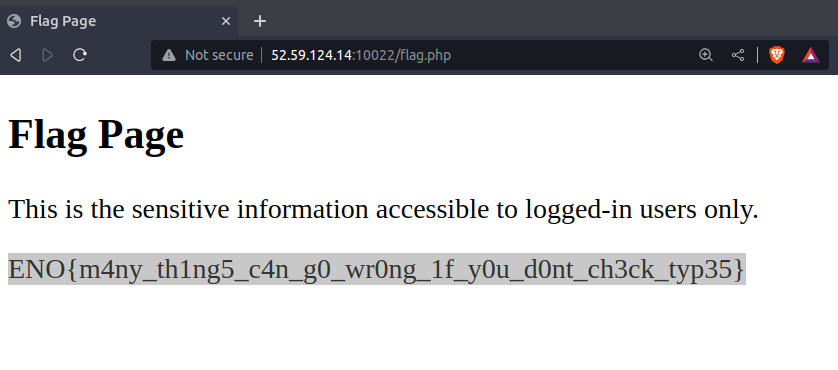 Flag Page
Not secure 52.59.124.14:10022/flag.php
Flag Page
This is the sensitive information accessible to logged-in users only.
ENO{m4ny_th1ng5_c4n_g0_wr0ng_1f_y0u_d0nt_ch3ck_typ35}